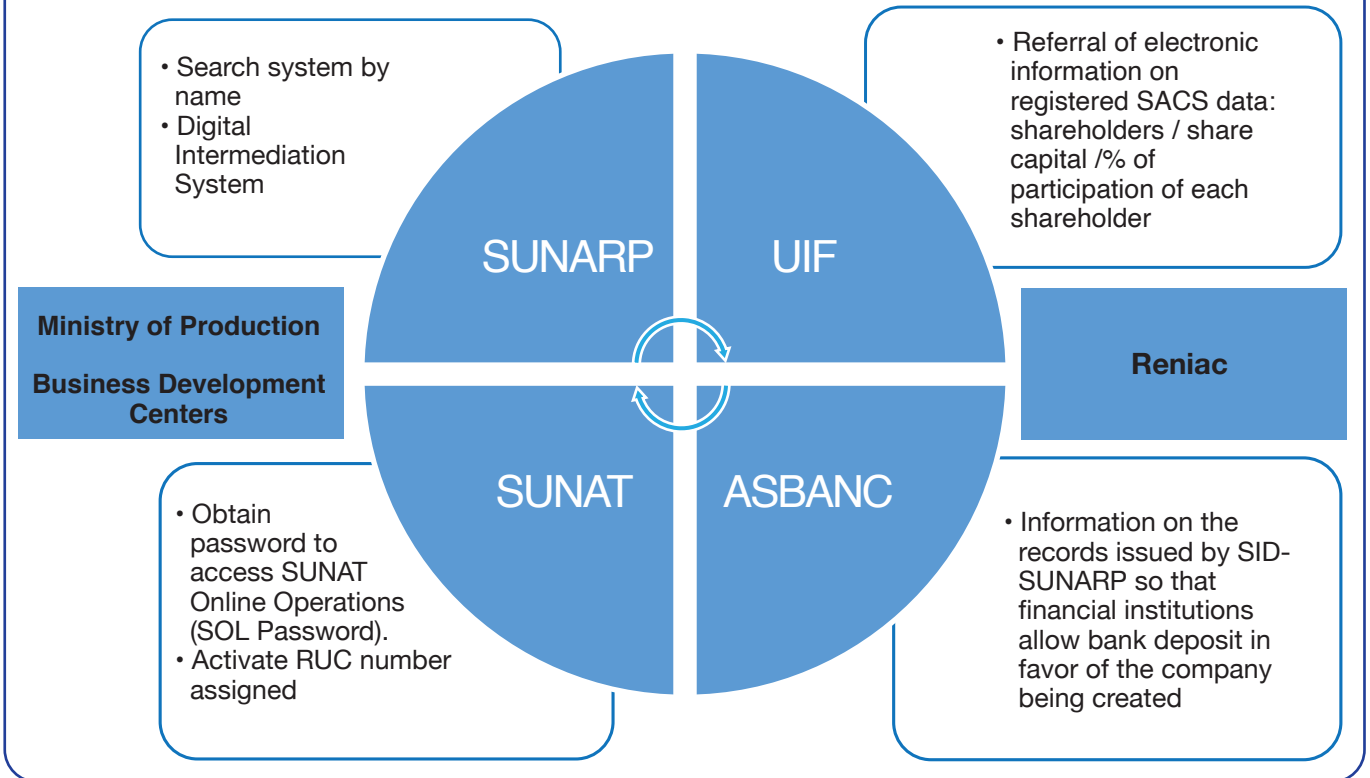 • Search system by
name
• Digital
Intermediation
System
• Referral of electronic
information on
registered SACS data:
shareholders / share
capital /% of
participation of each
shareholder
SUNARP
UIF
Ministry of Production
Business Development
Centers
Reniac
SUNAT
ASBANC
• Obtain
password to
access SUNAT
Online Operations
(SOL Password).
• Activate RUC number
assigned
• Information on the
records issued by SID-
SUNARP so that
financial institutions
allow bank deposit in
favor of the company
being created